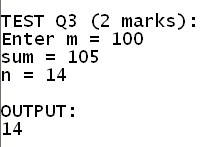 TEST Q3 (2 marks):
Enter m = 100
sum = 105
n = 14
OUTPUT:
14